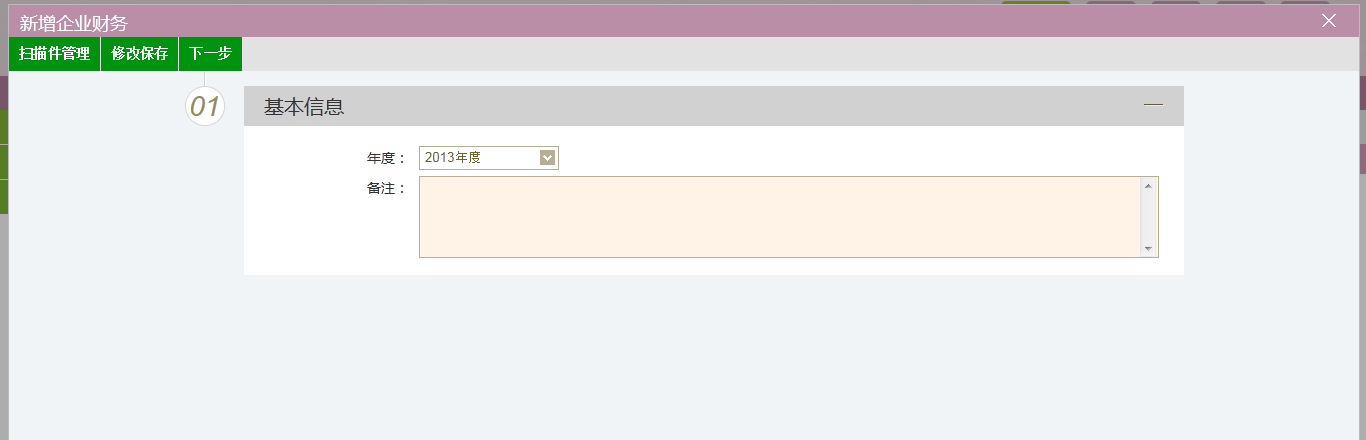 新增企业财务
扫描件管理 修改保存 下一步
01 基本信息
年度： 2013年度
备注：